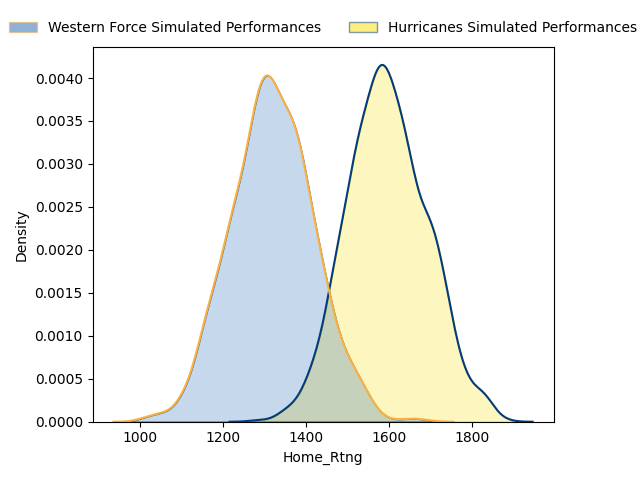 Western Force Simulated Performances Hurricanes Simulated Performances
0.0040
0.0035
0.0030
0.0025
0.0020
0.0015
0.0010
0.0005
0.0000
Density
1000 1200 1400 1600 1800
Home_Rtng